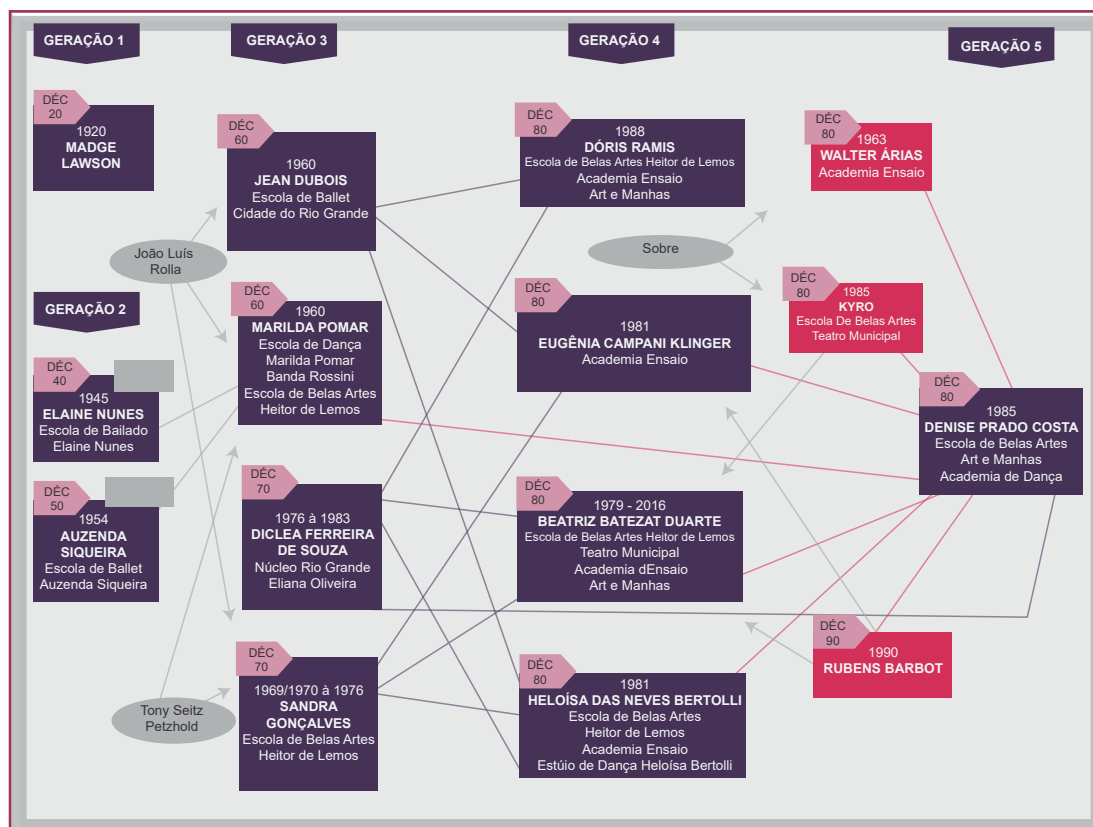 GERAÇÃO 1
DÉC
20
1920
MADGE
LAWSON
João Luís
Rolla
GERAÇÃO 2
DÉC
40
1945
ELAINE NUNES
Escola de Bailado
Elaine Nunes
DÉC
50
1954
AUZENDA
SIQUEIRA
Escola de Ballet
Auzenda Siqueira
Tony Seitz
Petzhold
GERAÇÃO 3
DÉC
60
1960
JEAN DUBOIS
Escola de Ballet
Cidade do Rio Grande
DÉC
60
1960
MARILDA POMAR
Escola de Dança
Marilda Pomar
Banda Rossini
Escola de Belas Artes
Heitor de Lemos
DÉC
70
1976 à 1983
DICLEA FERREIRA
DE SOUZA
Núcleo Rio Grande
Eliana Oliveira
DÉC
70
1969/1970 à 1976
SANDRA
GONÇALVES
Escola de Belas Artes
Heitor de Lemos
GERAÇÃO 4
DÉC
80
1988
DÓRIS RAMIS
Escola de Belas Artes Heitor de Lemos
Academia Ensaio
Art e Manhas
Sobre
DÉC
80
1981
EUGÊNIA CAMPANI KLINGER
Academia Ensaio
DÉC
80
1979 - 2016
BEATRIZ BATEZAT DUARTE
Escola de Belas Artes Heitor de Lemos
Teatro Municipal
Academia dEnsaio
Art e Manhas
DÉC
80
1981
HELOÍSA DAS NEVES BERTOLLI
Escola de Belas Artes
Heitor de Lemos
Academia Ensaio
Estúio de Dança Heloísa Bertolli
GERAÇÃO 5
DÉC
80
1963
WALTER ÁRIAS
Academia Ensaio
DÉC
80
1985
KYRO
Escola De Belas Artes
Teatro Municipal
DÉC
80
1985
DENISE PRADO COSTA
Escola de Belas Artes
Art e Manhas
Academia de Dança
DÉC
90
1990
RUBENS BARBOT